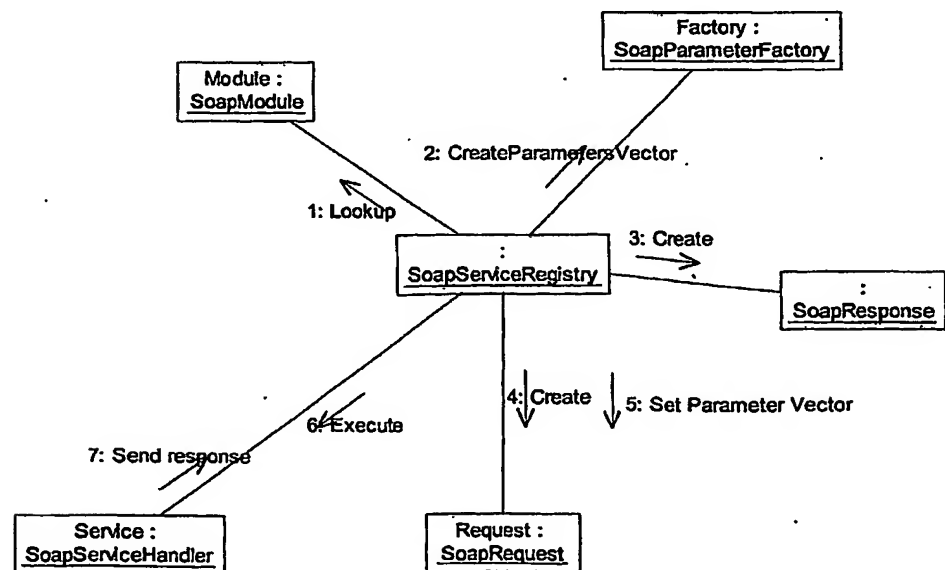 Factory :
SoapParameterFactory
Module :
SoapModule
2: CreateParametersVector
1: Lookup
:
SoapServiceRegistry
3: Create
:
SoapResponse
4: Create
5: Set Parameter Vector
6: Execute
7: Send response
Service :
SoapServiceHandler
Request :
SoapRequest